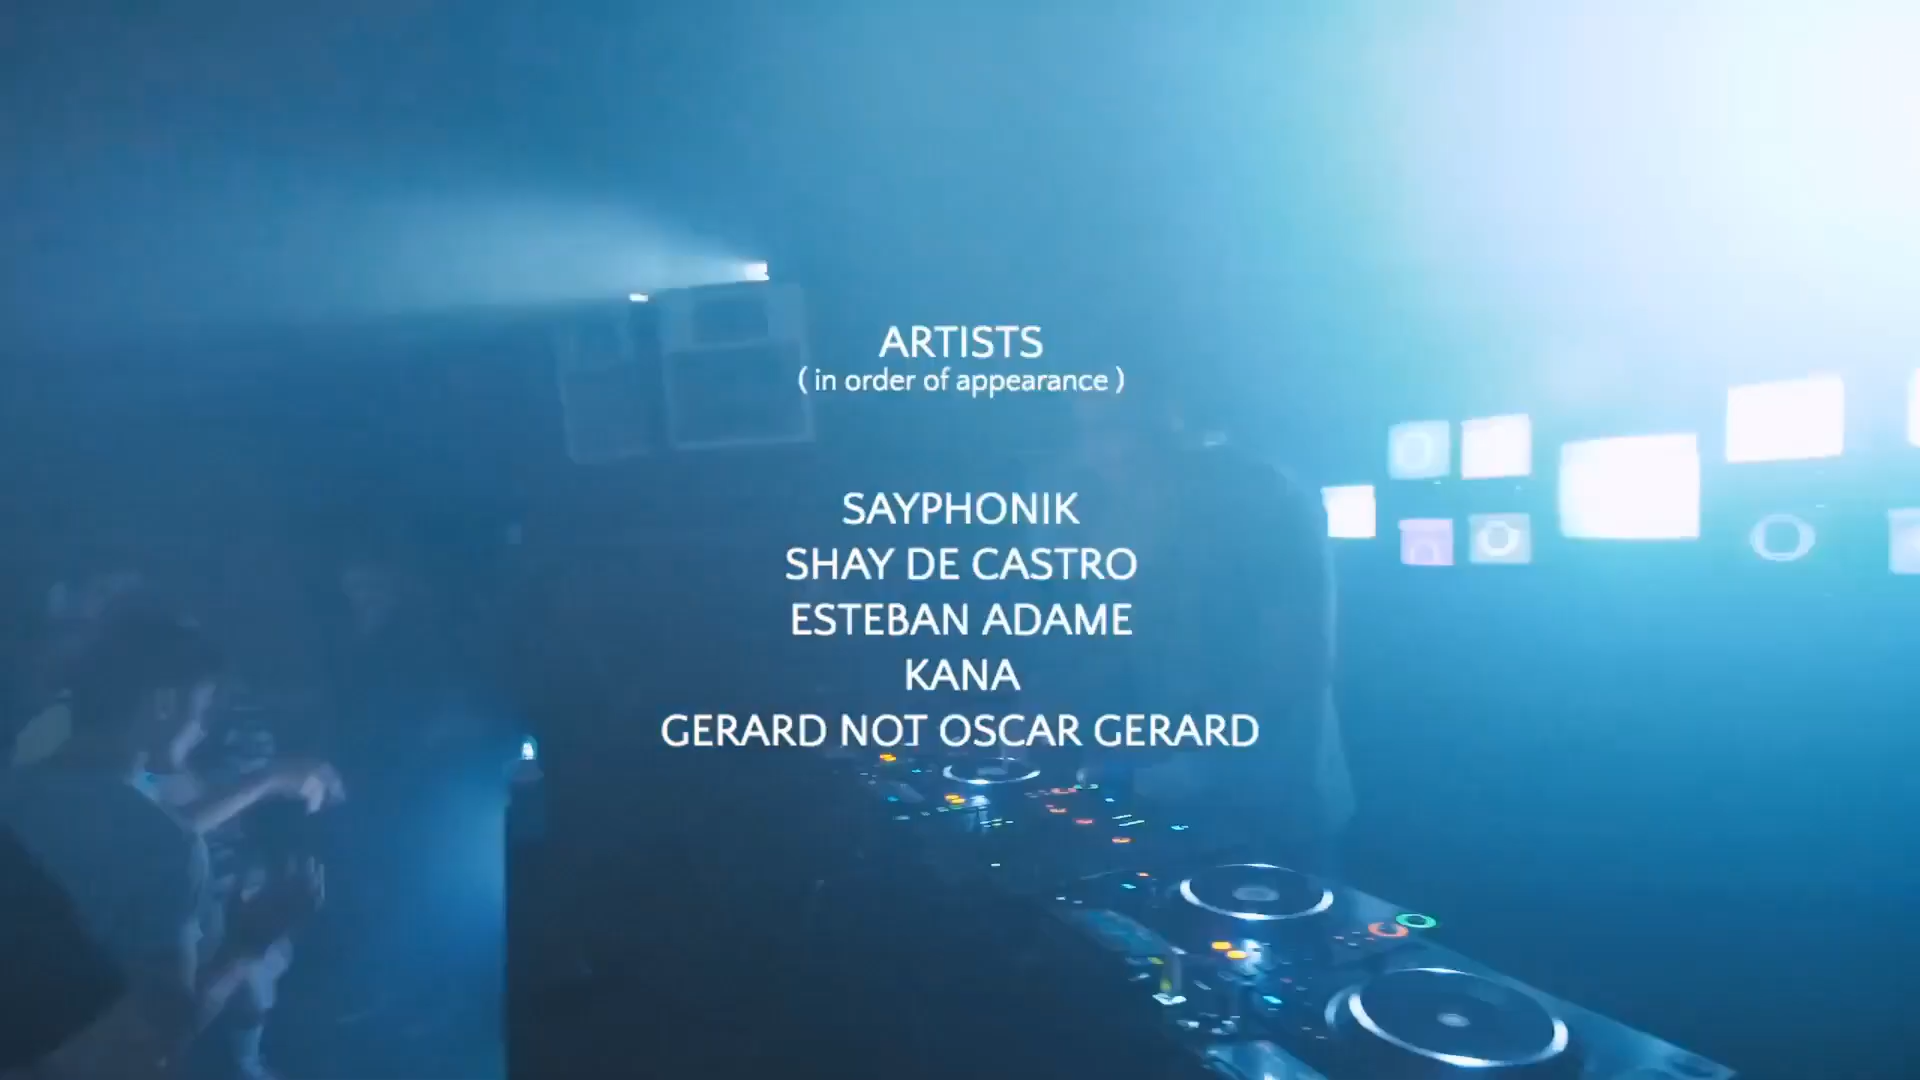 ARTISTS
( in order of appearance )
SAYPHONIK
SHAY DE CASTRO
ESTEBAN ADAME
KANA
GERARD NOT OSCAR GERARD